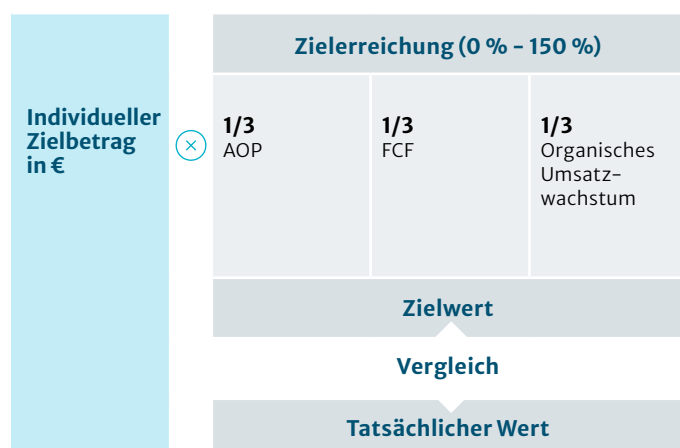 Zielerreichung (0 % – 150 %)
Individueller
Zielbetrag
in €
1/3
AOP
1/3
FCF
1/3
Organisches
Umsatz-
wachstum
Zielwert
Vergleich
Tatsächlicher Wert